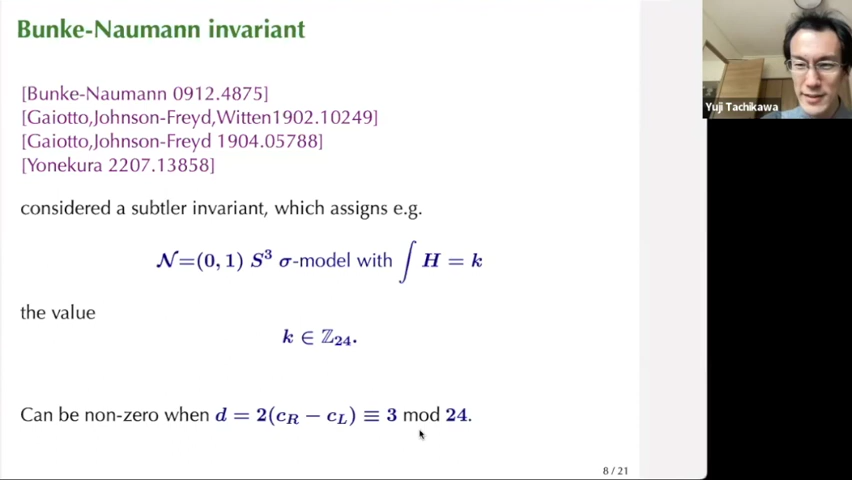 Bunke-Naumann invariant
[Bunke-Naumann 0912.4875]
[Gaiotto,Johnson-Freyd,Witten1902.10249]
[Gaiotto,Johnson-Freyd 1904.05788]
[Yonekura 2207.13858]
considered a subtler invariant, which assigns e.g.
𝒩=(0, 1) S³ σ-model with ∫ H = k
the value
k ∈ ℤ₂₄.
Can be non-zero when d = 2(c_R − c_L) ≡ 3 mod 24.
8 / 21
Yuji Tachikawa